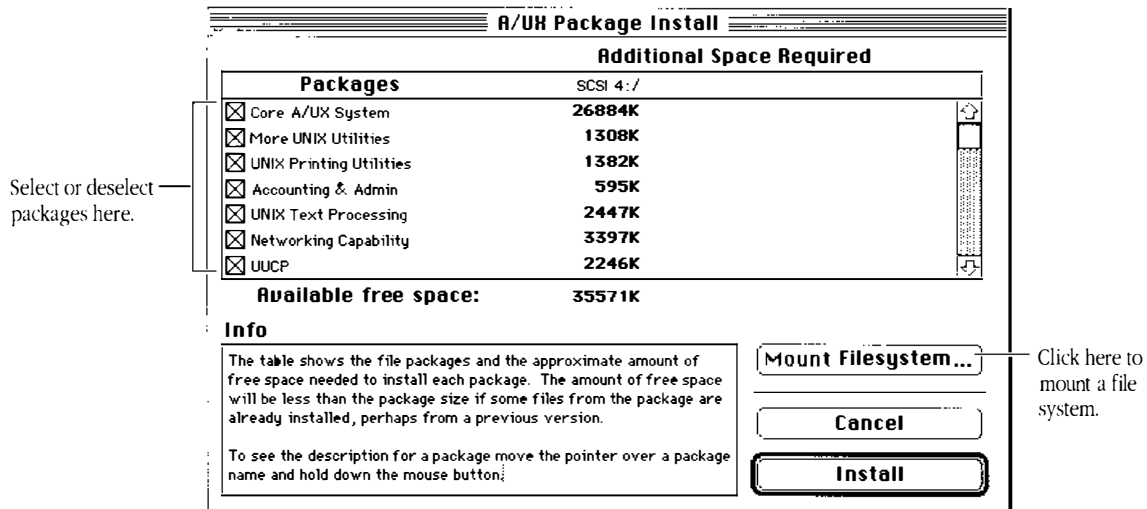 A/UX Package Install
Additional Space Required
Packages SCSI 4:/
Core A/UX System 26884K
More UNIX Utilities 1308K
UNIX Printing Utilities 1382K
Accounting & Admin 595K
UNIX Text Processing 2447K
Networking Capability 3397K
UUCP 2246K
Select or deselect
packages here.
Available free space: 35571K
Info
The table shows the file packages and the approximate amount of
free space needed to install each package. The amount of free space
will be less than the package size if some files from the package are
already installed, perhaps from a previous version.
To see the description for a package move the pointer over a package
name and hold down the mouse button.
Mount Filesystem...
Cancel
Install
Click here to
mount a file
system.